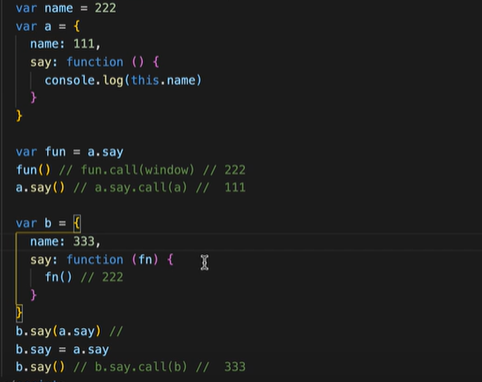 var name = 222
var a = {
  name: 111,
  say: function () {
    console.log(this.name)
  }
}
var fun = a.say
fun() // fun.call(window) // 222
a.say() // a.say.call(a) //  111
var b = {
  name: 333,
  say: function (fn) {
    fn() // 222
  }
}
b.say(a.say) //
b.say = a.say
b.say() // b.say.call(b) //  333